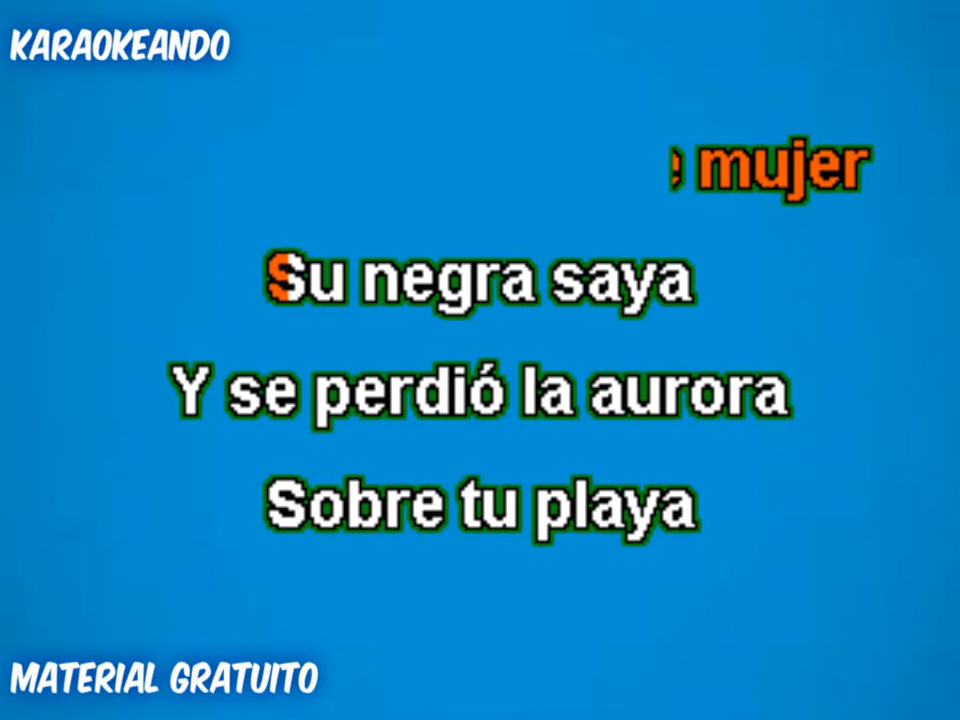 KARAOKEANDO
mujer
Su negra saya
Y se perdió la aurora
Sobre tu playa
MATERIAL GRATUITO